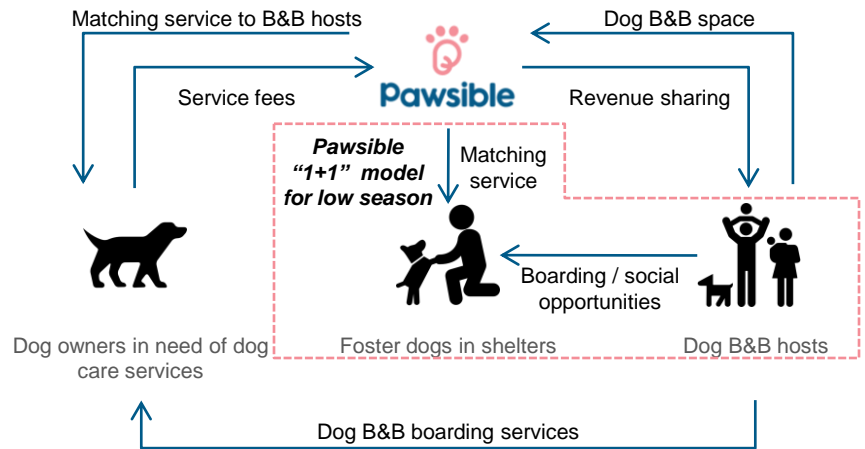 Matching service to B&B hosts
Dog B&B space
Service fees
Pawsible
Revenue sharing
Pawsible
“1+1” model
for low season
Matching
service
Boarding / social
opportunities
Dog owners in need of dog
care services
Foster dogs in shelters
Dog B&B hosts
Dog B&B boarding services